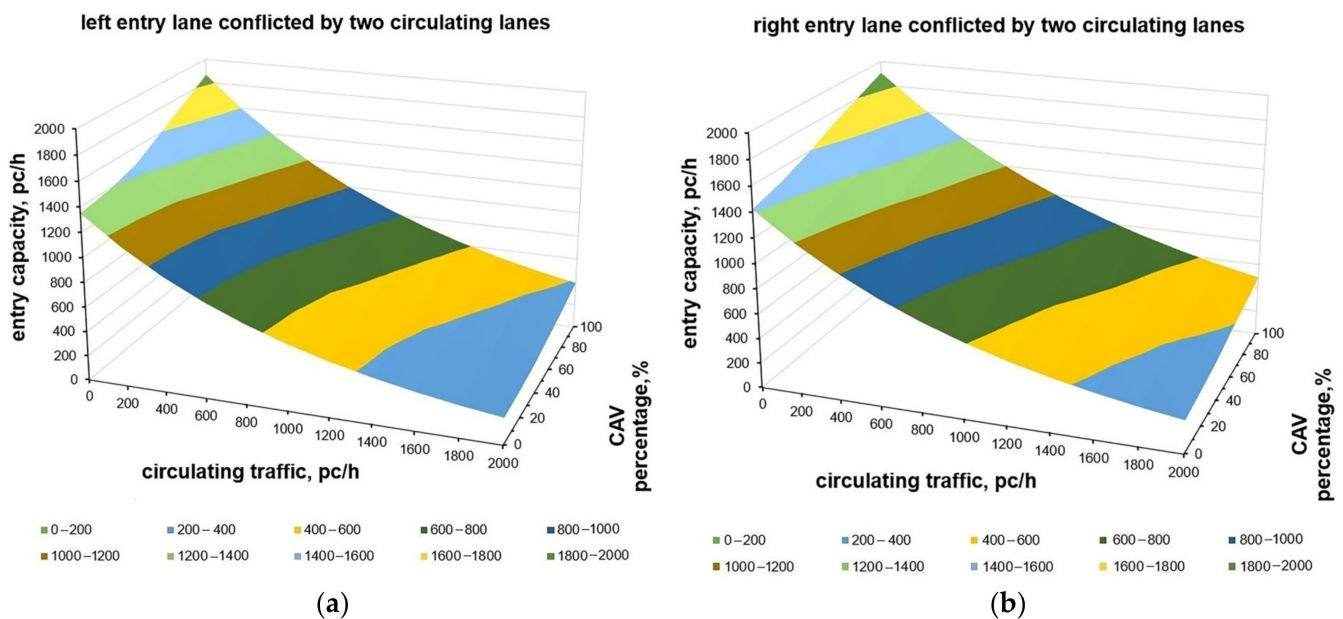 left entry lane conflicted by two circulating lanes
entry capacity, pc/h
2000
1800
1600
1400
1200
1000
800
600
400
200
0
0 200 400 600 800 1000 1200 1400 1600 1800 2000
circulating traffic, pc/h
100
80
60
40
20
0
CAV
percentage,%
0–200 200–400 400–600 600–800 800–1000
1000–1200 1200–1400 1400–1600 1600–1800 1800–2000
(a)
right entry lane conflicted by two circulating lanes
entry capacity, pc/h
2000
1800
1600
1400
1200
1000
800
600
400
200
0
0 200 400 600 800 1000 1200 1400 1600 1800 2000
circulating traffic, pc/h
100
80
60
40
20
0
CAV
percentage,%
0–200 200–400 400–600 600–800 800–1000
1000–1200 1200–1400 1400–1600 1600–1800 1800–2000
(b)